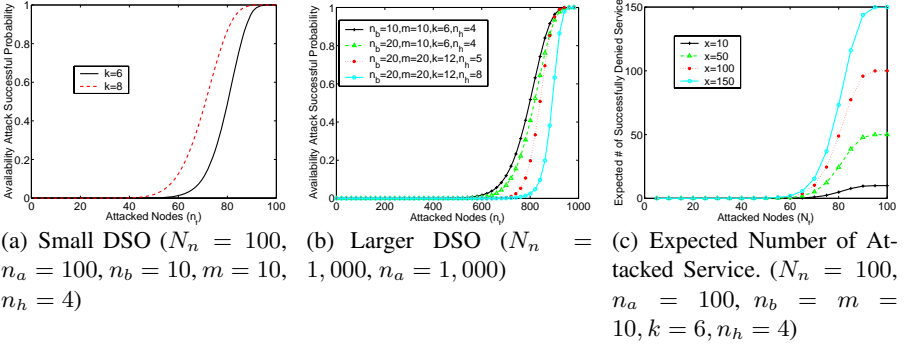 Availability Attack Successful Probability
1
0.8
0.6
0.4
0.2
0
k=6
k=8
0 20 40 60 80 100
Attacked Nodes (n_t)
Availability Attack Successful Probability
1
0.8
0.6
0.4
0.2
0
n_b=10,m=10,k=6,n_h=4
n_b=20,m=10,k=6,n_h=4
n_b=20,m=20,k=12,n_h=5
n_b=20,m=20,k=12,n_h=8
0 200 400 600 800 1000
Attacked Nodes (n_t)
Expected # of Successfully Denied Service
150
100
50
0
x=10
x=50
x=100
x=150
0 20 40 60 80 100
Attacked Nodes (N_t)
(a) Small DSO (N_n = 100,
n_a = 100, n_b = 10, m = 10,
n_h = 4)
(b) Larger DSO (N_n =
1,000, n_a = 1,000)
(c) Expected Number of At-
tacked Service. (N_n = 100,
n_a = 100, n_b = m =
10, k = 6, n_h = 4)